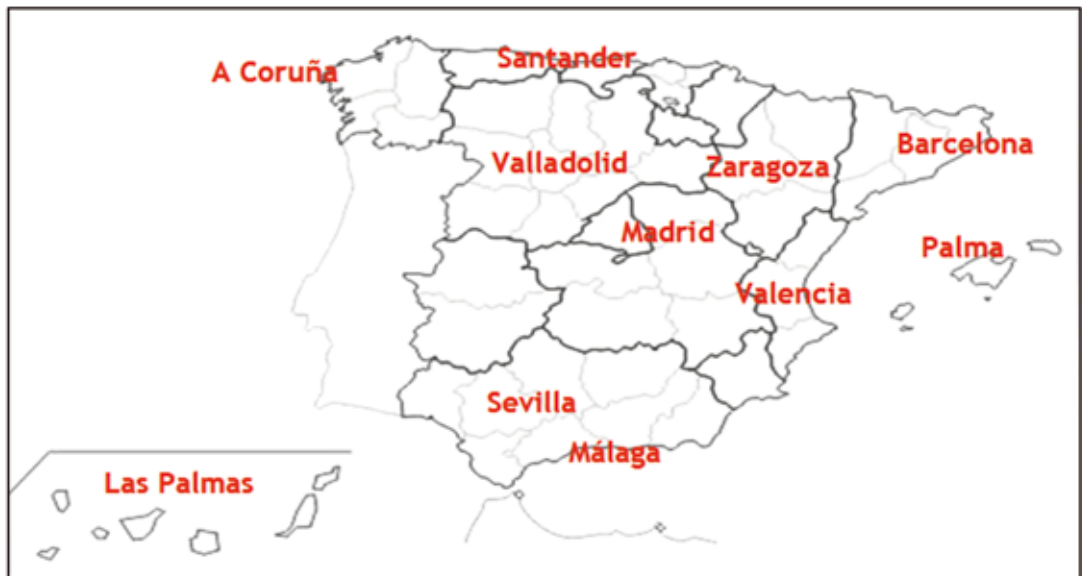 Santander
A Coruña
Barcelona
Valladolid
Zaragoza
Madrid
Palma
Valencia
Sevilla
Málaga
Las Palmas